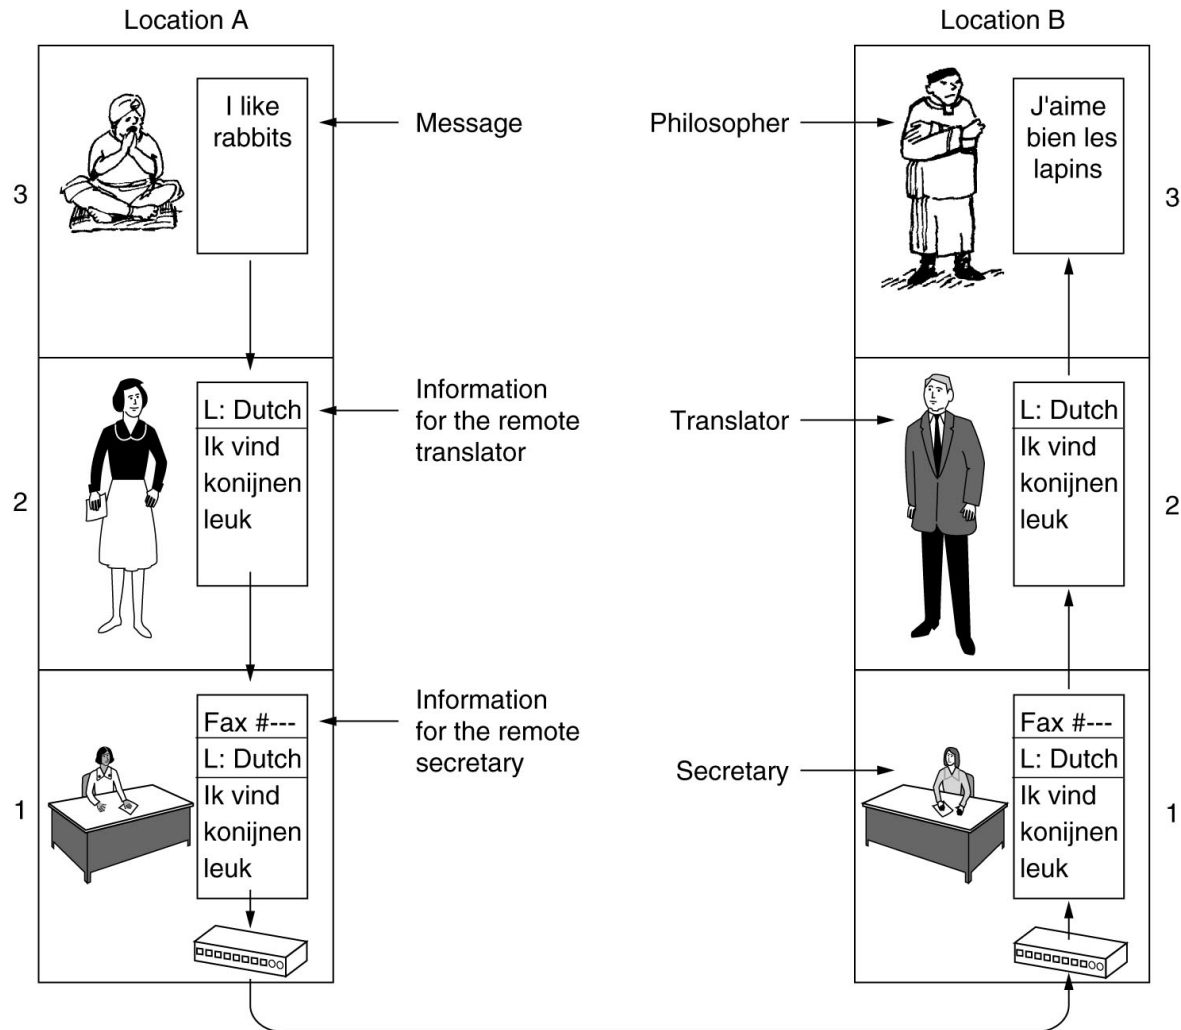 Location A
Location B
I like
rabbits
Message
Philosopher
J'aime
bien les
lapins
3
3
L: Dutch
Ik vind
konijnen
leuk
Information
for the remote
translator
Translator
L: Dutch
Ik vind
konijnen
leuk
2
2
Fax #---
L: Dutch
Ik vind
konijnen
leuk
Information
for the remote
secretary
Secretary
Fax #---
L: Dutch
Ik vind
konijnen
leuk
1
1